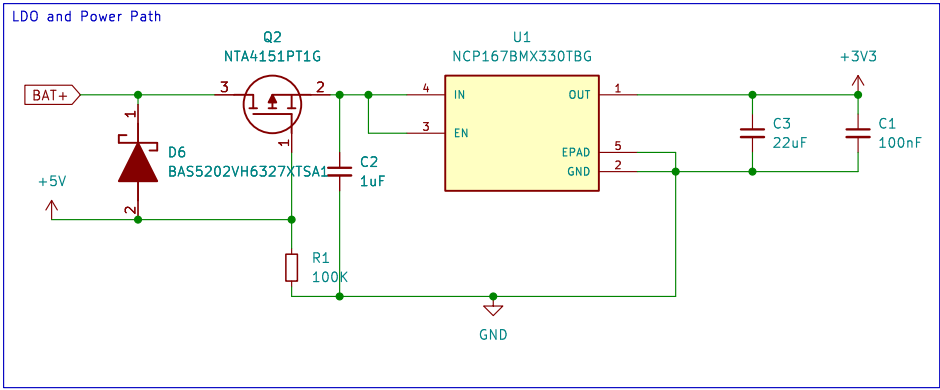 LDO and Power Path
Q2
NTA4151PT1G
U1
NCP167BMX330TBG
+3V3
BAT+
3
2
4
IN
OUT
1
1
1
3
EN
C3
22uF
C1
100nF
D6
BAS5202VH6327XTSA1
C2
1uF
EPAD
5
GND
2
+5V
2
R1
100K
GND